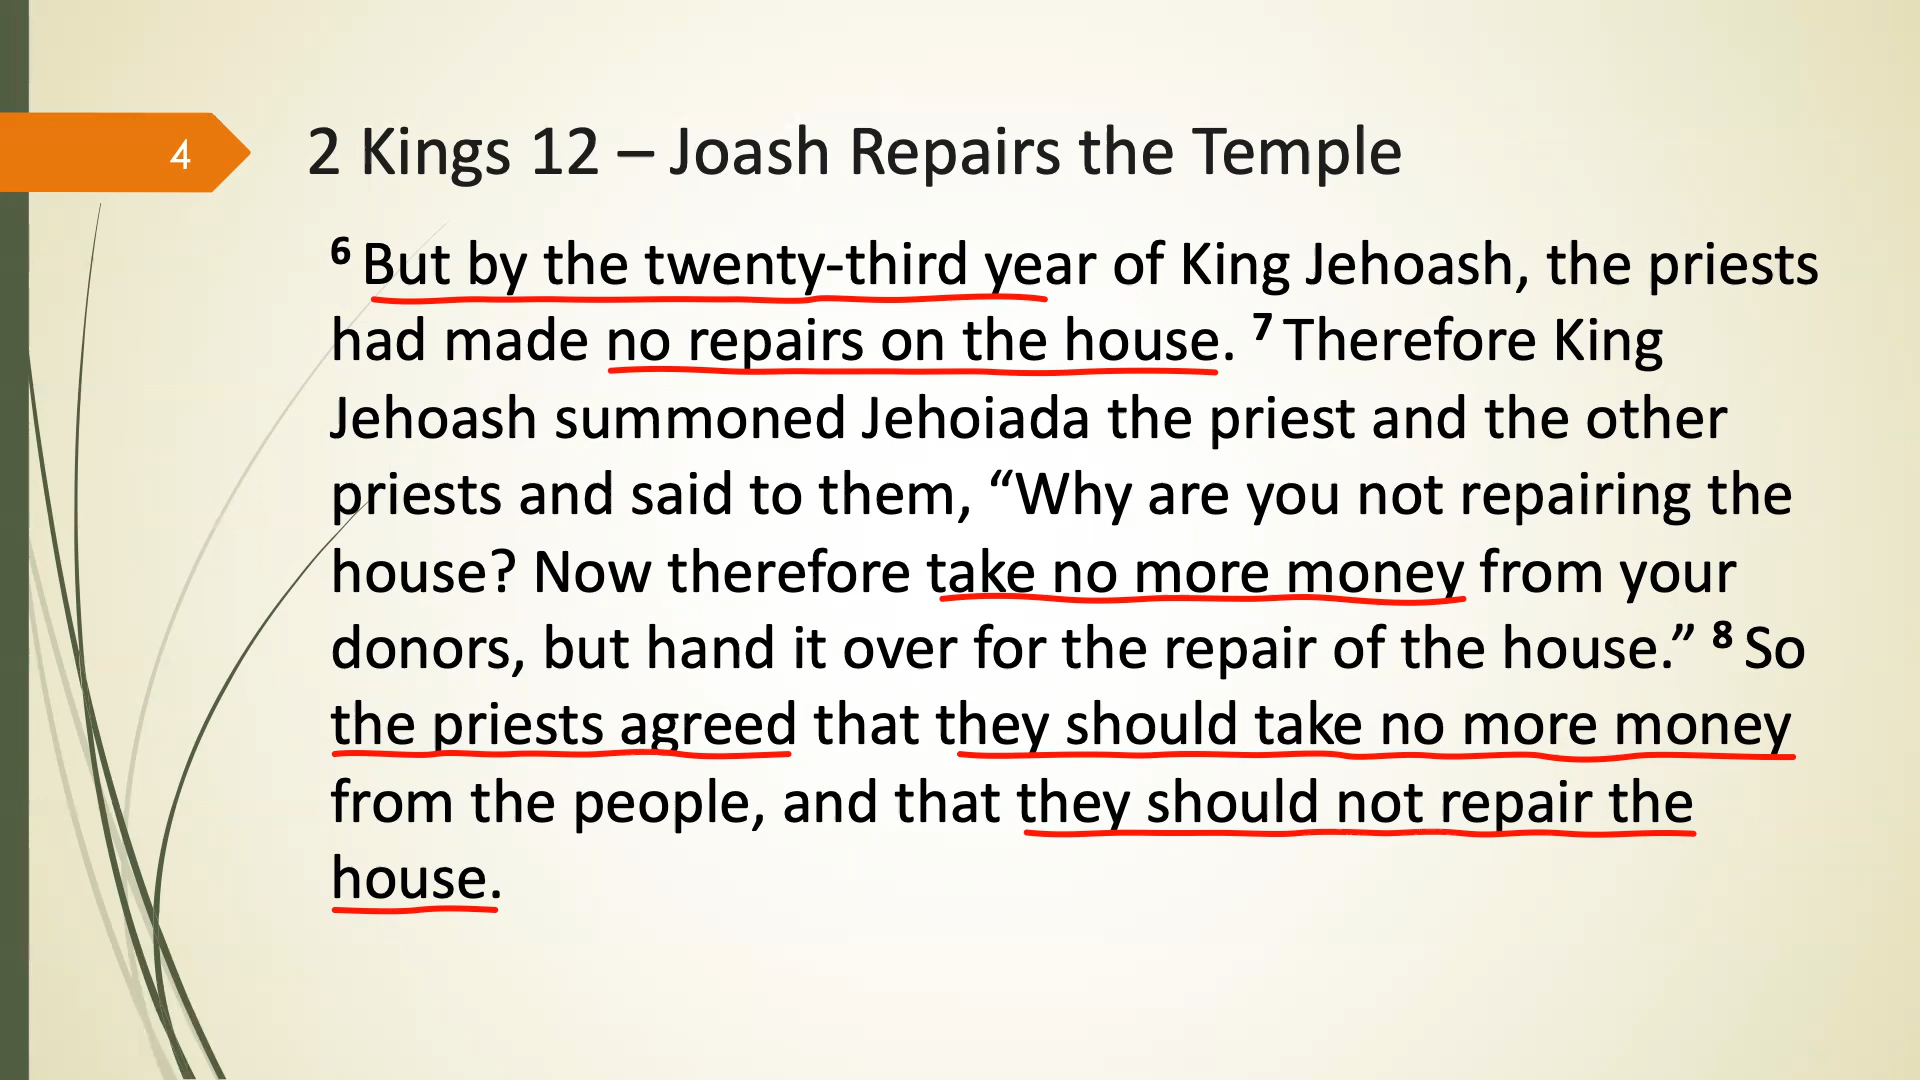 4
2 Kings 12 – Joash Repairs the Temple
6 But by the twenty-third year of King Jehoash, the priests
had made no repairs on the house. 7 Therefore King
Jehoash summoned Jehoiada the priest and the other
priests and said to them, “Why are you not repairing the
house? Now therefore take no more money from your
donors, but hand it over for the repair of the house.” 8 So
the priests agreed that they should take no more money
from the people, and that they should not repair the
house.